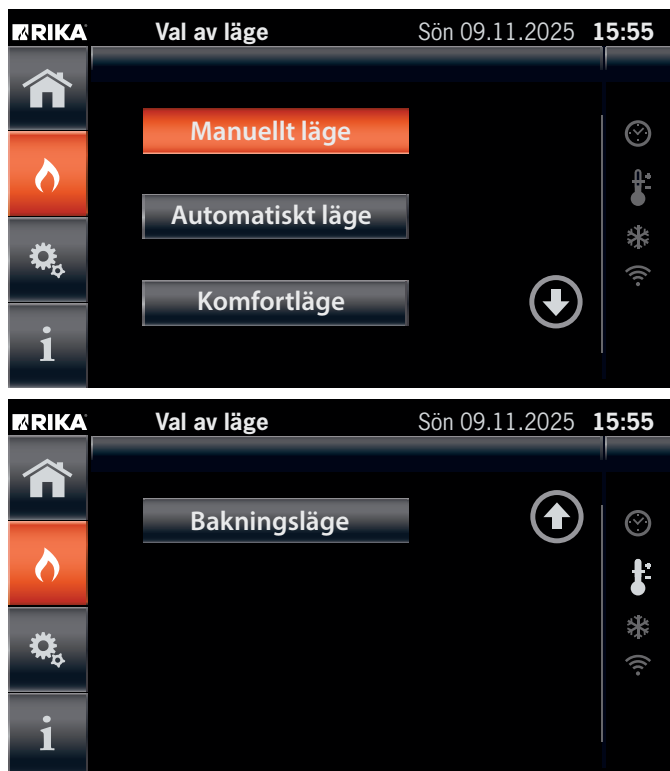 RIKA Val av läge Sön 09.11.2025 15:55
Manuellt läge
Automatiskt läge
Komfortläge
i
RIKA Val av läge Sön 09.11.2025 15:55
Bakningsläge
i